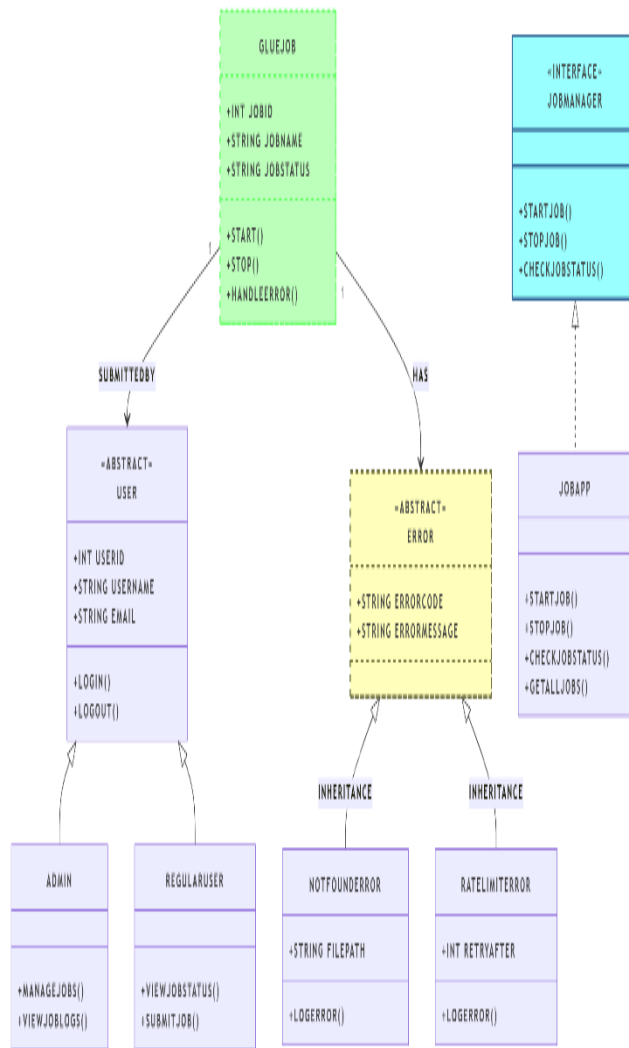 GLUEJOB
+INT JOBID
+STRING JOBNAME
+STRING JOBSTATUS
+START()
+STOP()
+HANDLEERROR()
«INTERFACE»
JOBMANAGER
+STARTJOB()
+STOPJOB()
+CHECKJOBSTATUS()
1
1
SUBMITTEDBY
HAS
«ABSTRACT»
USER
+INT USERID
+STRING USERNAME
+STRING EMAIL
+LOGIN()
+LOGOUT()
«ABSTRACT»
ERROR
+STRING ERRORCODE
+STRING ERRORMESSAGE
JOBAPP
+STARTJOB()
+STOPJOB()
+CHECKJOBSTATUS()
+GETALLJOBS()
INHERITANCE
INHERITANCE
ADMIN
+MANAGEJOBS()
+VIEWJOBLOGS()
REGULARUSER
+VIEWJOBSTATUS()
+SUBMITJOB()
NOTFOUNDERROR
+STRING FILEPATH
+LOGERROR()
RATELIMITERROR
+INT RETRYAFTER
+LOGERROR()